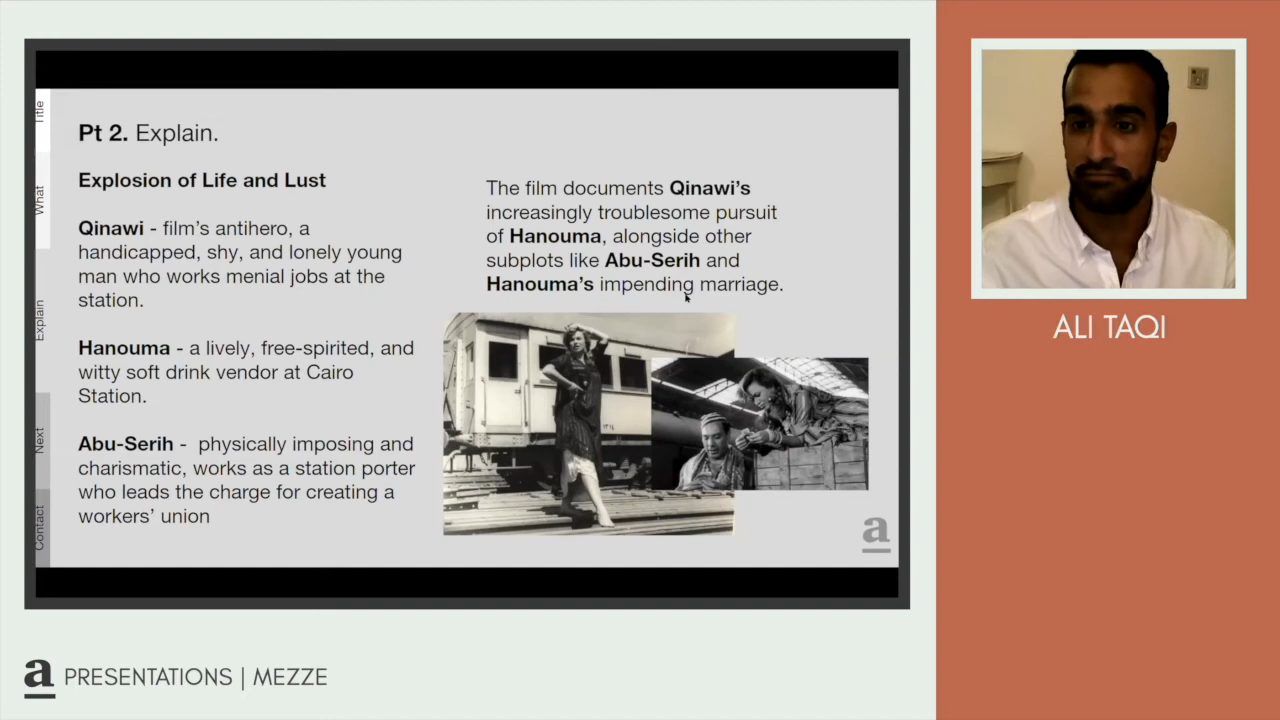 Title
What
Explain
Next
Contact
Pt 2. Explain.
Explosion of Life and Lust
Qinawi - film's antihero, a
handicapped, shy, and lonely young
man who works menial jobs at the
station.
Hanouma - a lively, free-spirited, and
witty soft drink vendor at Cairo
Station.
Abu-Serih -  physically imposing and
charismatic, works as a station porter
who leads the charge for creating a
workers' union
The film documents Qinawi's
increasingly troublesome pursuit
of Hanouma, alongside other
subplots like Abu-Serih and
Hanouma's impending marriage.
a
ALI TAQI
a PRESENTATIONS | MEZZE